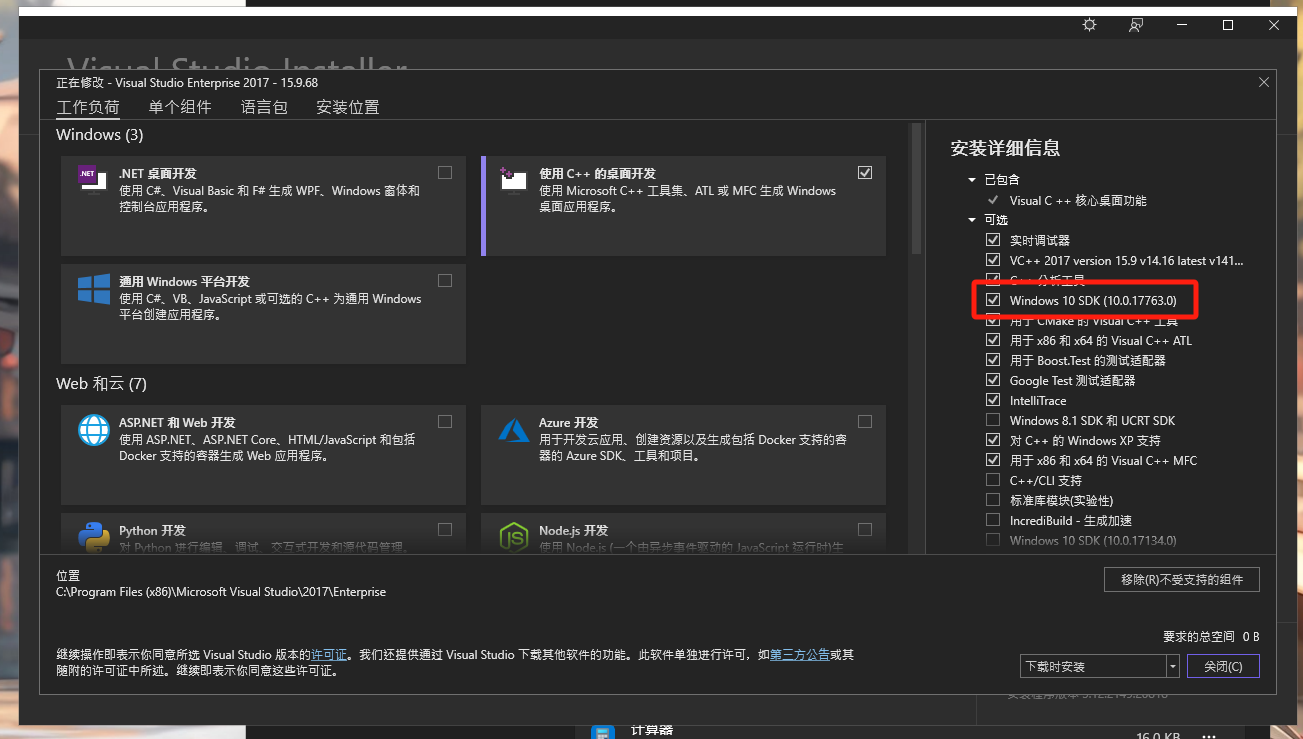 Visual Studio Installer
正在修改 - Visual Studio Enterprise 2017 - 15.9.68
工作负荷 单个组件 语言包 安装位置
Windows (3)
.NET
.NET 桌面开发
使用 C#、Visual Basic 和 F# 生成 WPF、Windows 窗体和
控制台应用程序。
使用 C++ 的桌面开发
使用 Microsoft C++ 工具集、ATL 或 MFC 生成 Windows
桌面应用程序。
通用 Windows 平台开发
使用 C#、VB、JavaScript 或可选的 C++ 为通用 Windows
平台创建应用程序。
Web 和云 (7)
ASP.NET 和 Web 开发
使用 ASP.NET、ASP.NET Core、HTML/JavaScript 和包括
Docker 支持的容器生成 Web 应用程序。
Azure 开发
用于开发云应用、创建资源以及生成包括 Docker 支持的容
器的 Azure SDK、工具和项目。
Python 开发
对 Python 进行编辑、调试、交互式开发和源代码管理。
JS
Node.js 开发
使用 Node.js (一个由异步事件驱动的 JavaScript 运行时)生
安装详细信息
已包含
Visual C ++ 核心桌面功能
可选
实时调试器
VC++ 2017 version 15.9 v14.16 latest v141...
C++ 分析工具
Windows 10 SDK (10.0.17763.0)
用于 CMake 的 Visual C++ 工具
用于 x86 和 x64 的 Visual C++ ATL
用于 Boost.Test 的测试适配器
Google Test 测试适配器
IntelliTrace
Windows 8.1 SDK 和 UCRT SDK
对 C++ 的 Windows XP 支持
用于 x86 和 x64 的 Visual C++ MFC
C++/CLI 支持
标准库模块(实验性)
IncrediBuild - 生成加速
Windows 10 SDK (10.0.17134.0)
位置
C:\Program Files (x86)\Microsoft Visual Studio\2017\Enterprise
移除(R)不受支持的组件
要求的总空间 0 B
继续操作即表示你同意所选 Visual Studio 版本的许可证。我们还提供通过 Visual Studio 下载其他软件的功能。此软件单独进行许可，如第三方公告或其
随附的许可证中所述。继续即表示你同意这些许可证。
下载时安装
关闭(C)
计算器
16.0 KB